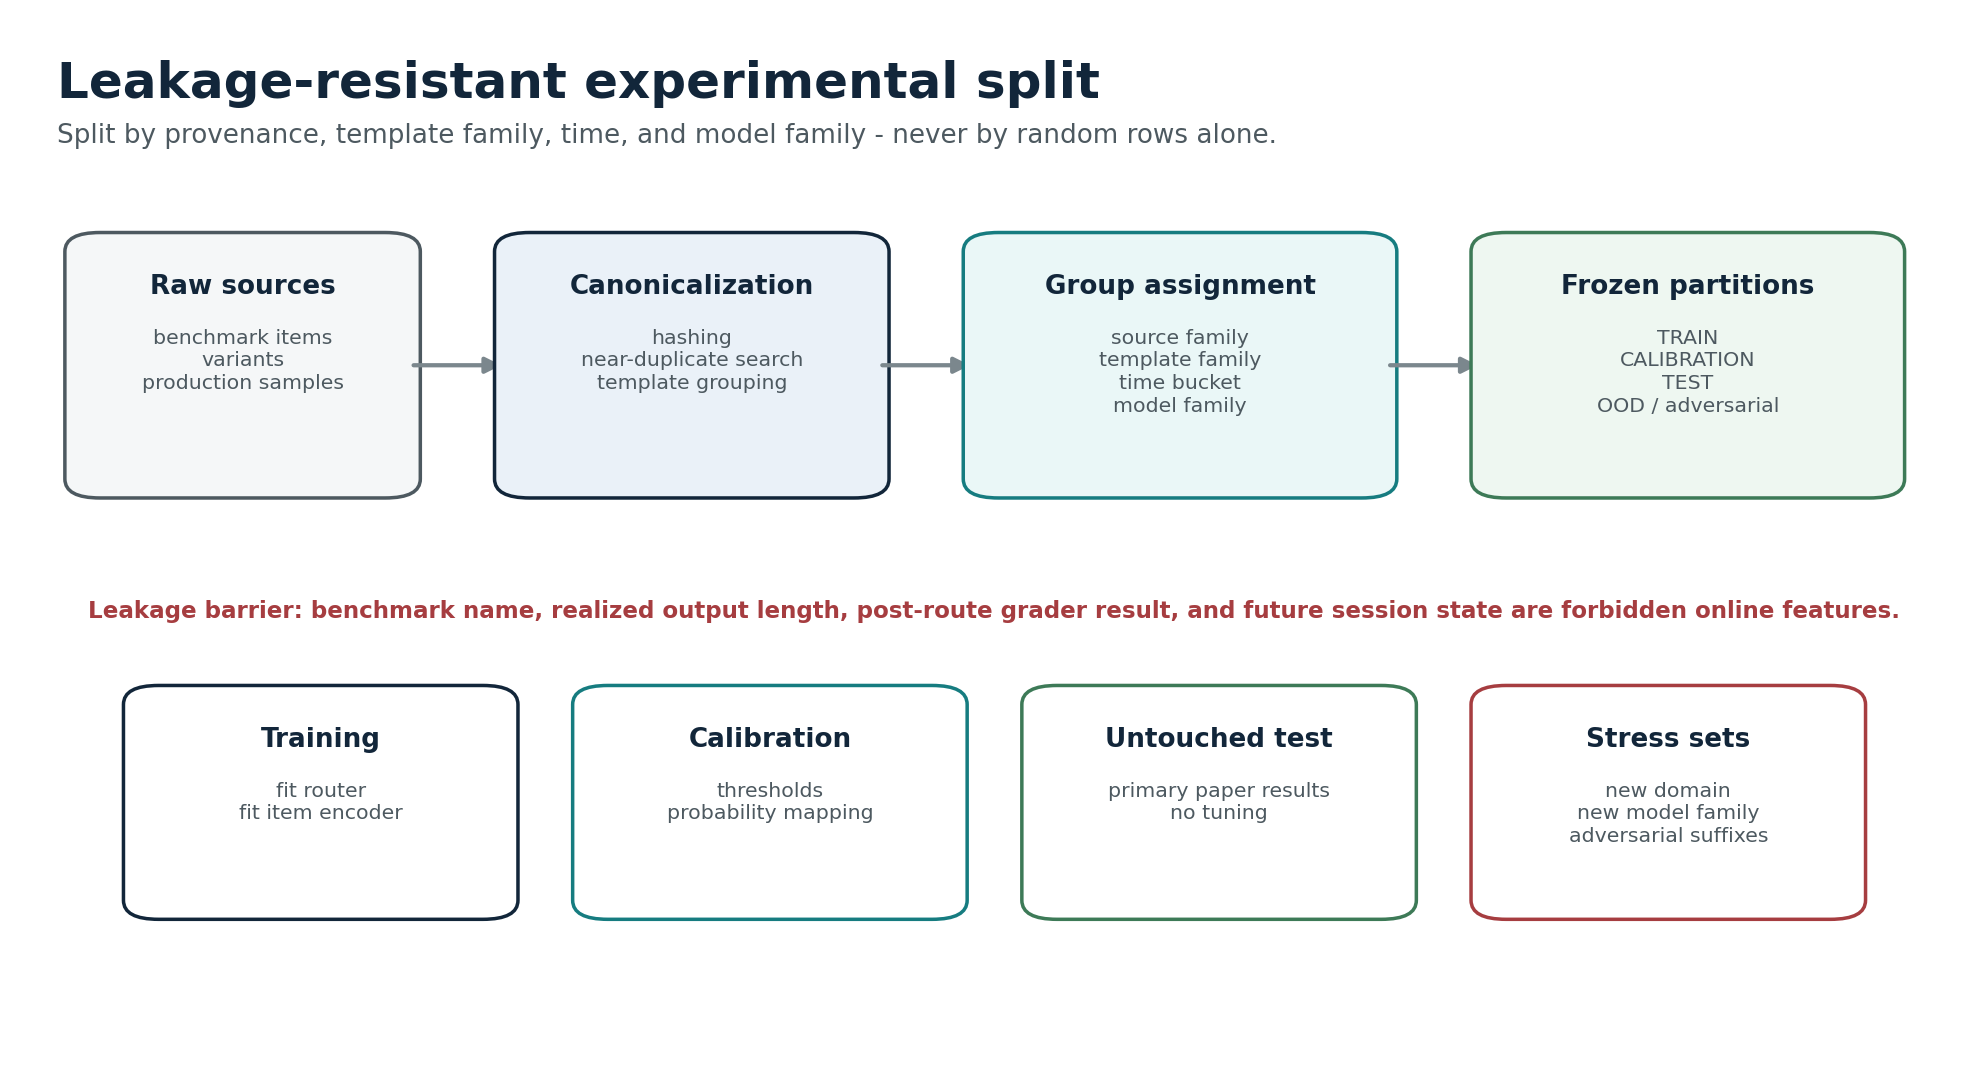 Leakage-resistant experimental split
Split by provenance, template family, time, and model family - never by random rows alone.
Raw sources
benchmark items
variants
production samples
Canonicalization
hashing
near-duplicate search
template grouping
Group assignment
source family
template family
time bucket
model family
Frozen partitions
TRAIN
CALIBRATION
TEST
OOD / adversarial
Leakage barrier: benchmark name, realized output length, post-route grader result, and future session state are forbidden online features.
Training
fit router
fit item encoder
Calibration
thresholds
probability mapping
Untouched test
primary paper results
no tuning
Stress sets
new domain
new model family
adversarial suffixes